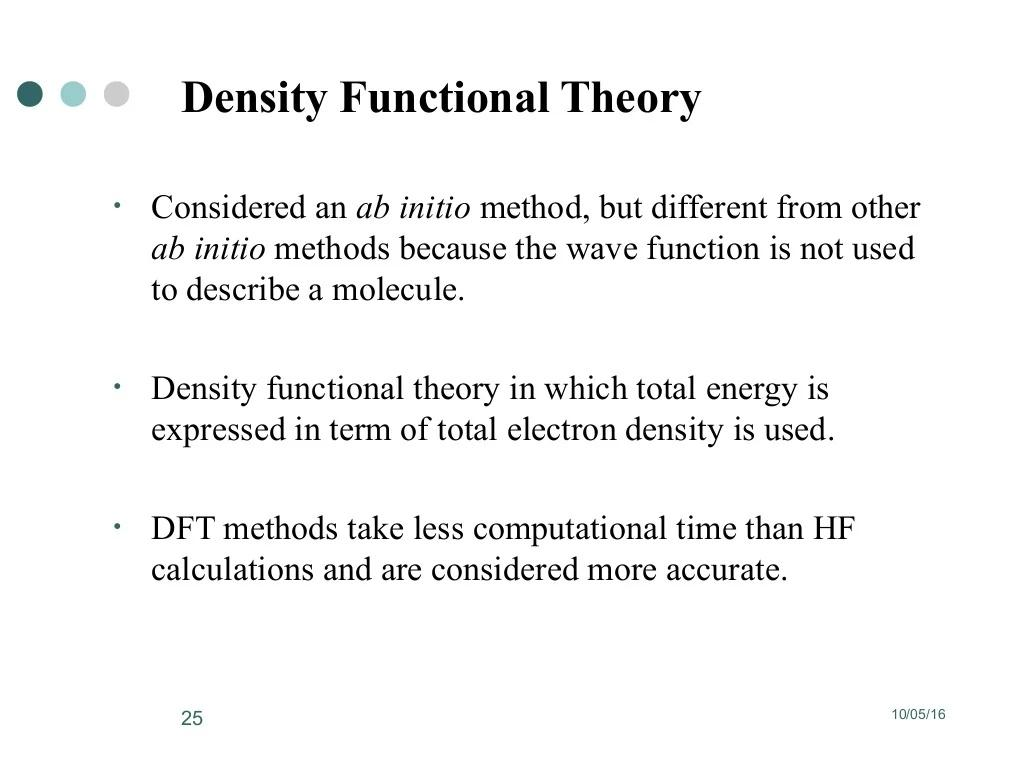 Density Functional Theory
• Considered an ab initio method, but different from other
ab initio methods because the wave function is not used
to describe a molecule.
• Density functional theory in which total energy is
expressed in term of total electron density is used.
• DFT methods take less computational time than HF
calculations and are considered more accurate.
25
10/05/16